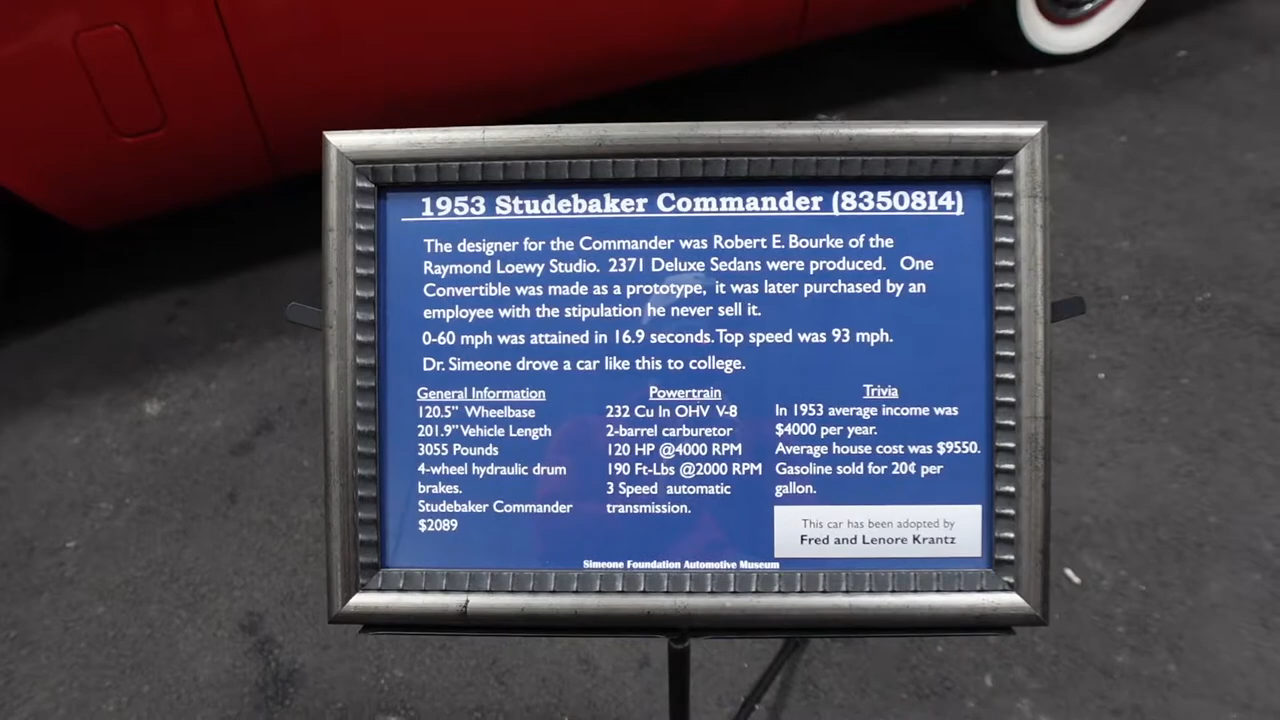 1953 Studebaker Commander (83508I4)
The designer for the Commander was Robert E. Bourke of the
Raymond Loewy Studio. 2371 Deluxe Sedans were produced. One
Convertible was made as a prototype, it was later purchased by an
employee with the stipulation he never sell it.
0-60 mph was attained in 16.9 seconds. Top speed was 93 mph.
Dr. Simeone drove a car like this to college.
General Information
120.5” Wheelbase
201.9” Vehicle Length
3055 Pounds
4-wheel hydraulic drum
brakes.
Studebaker Commander
$2089
Powertrain
232 Cu In OHV V-8
2-barrel carburetor
120 HP @4000 RPM
190 Ft-Lbs @2000 RPM
3 Speed automatic
transmission.
Trivia
In 1953 average income was
$4000 per year.
Average house cost was $9550.
Gasoline sold for 20¢ per
gallon.
This car has been adopted by
Fred and Lenore Krantz
Simeone Foundation Automotive Museum